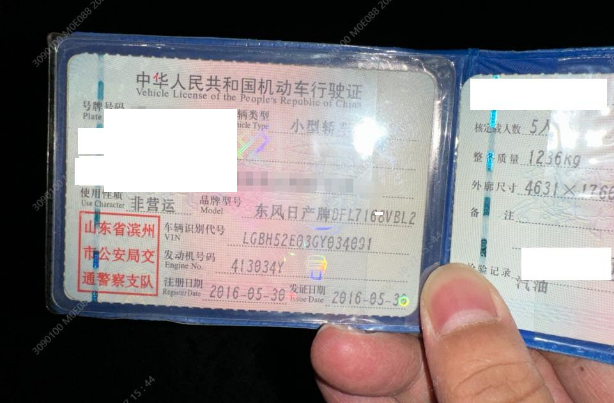 中华人民共和国机动车行驶证
Vehicle License of the People's Republic of China
号牌号码 车辆类型 小型轿车
Plate Vehicle Type
使用性质 非营运 品牌型号 东风日产牌DFL7168VBL2
Use Character Model
山东省滨州
市公安局交
通警察支队
车辆识别代号 LGBH52E03GY034091
VIN
发动机号码 413034Y
Engine No.
注册日期 2016-05-30 发证日期 2016-05-3
Register Date Issue Date
核定载人数 5人
整备质量 1236kg
外廓尺寸 4631×1766
备 注
检验记录
汽油
3090100 M0E088
15:44